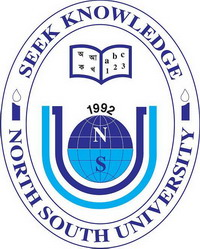 SEEK KNOWLEDGE
অ আ
ক খ
a b c
1 2 3
1992
N
S
NORTH SOUTH UNIVERSITY